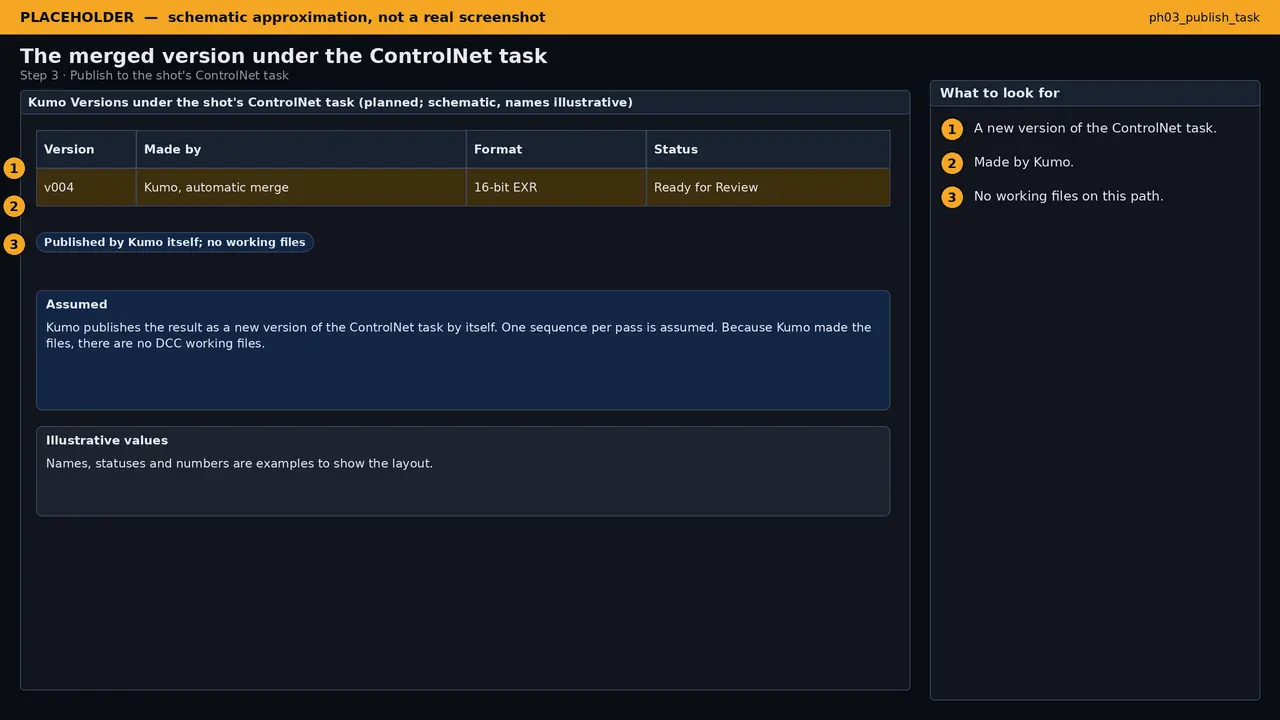 PLACEHOLDER — schematic approximation, not a real screenshot
ph03_publish_task
The merged version under the ControlNet task
Step 3 · Publish to the shot's ControlNet task
Kumo Versions under the shot's ControlNet task (planned; schematic, names illustrative)
Version Made by Format Status
1
v004 Kumo, automatic merge 16-bit EXR Ready for Review
2
3 Published by Kumo itself; no working files
Assumed
Kumo publishes the result as a new version of the ControlNet task by itself. One sequence per pass is assumed. Because Kumo made the
files, there are no DCC working files.
Illustrative values
Names, statuses and numbers are examples to show the layout.
What to look for
1 A new version of the ControlNet task.
2 Made by Kumo.
3 No working files on this path.